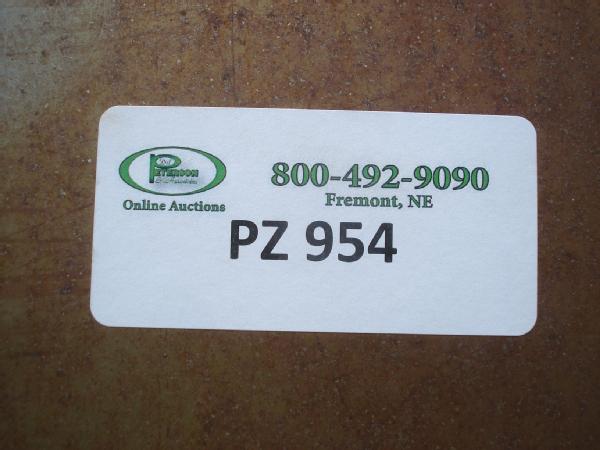 PETERSON
Online Auctions
800-492-9090
Fremont, NE
PZ 954